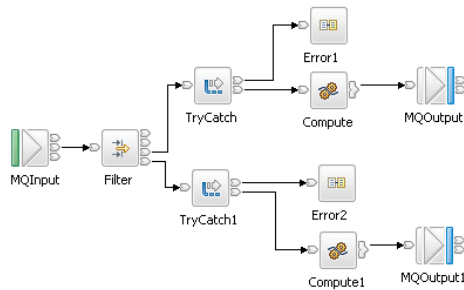 Error1
TryCatch
Compute
MQOutput
MQInput
Filter
TryCatch1
Error2
Compute1
MQOutput1